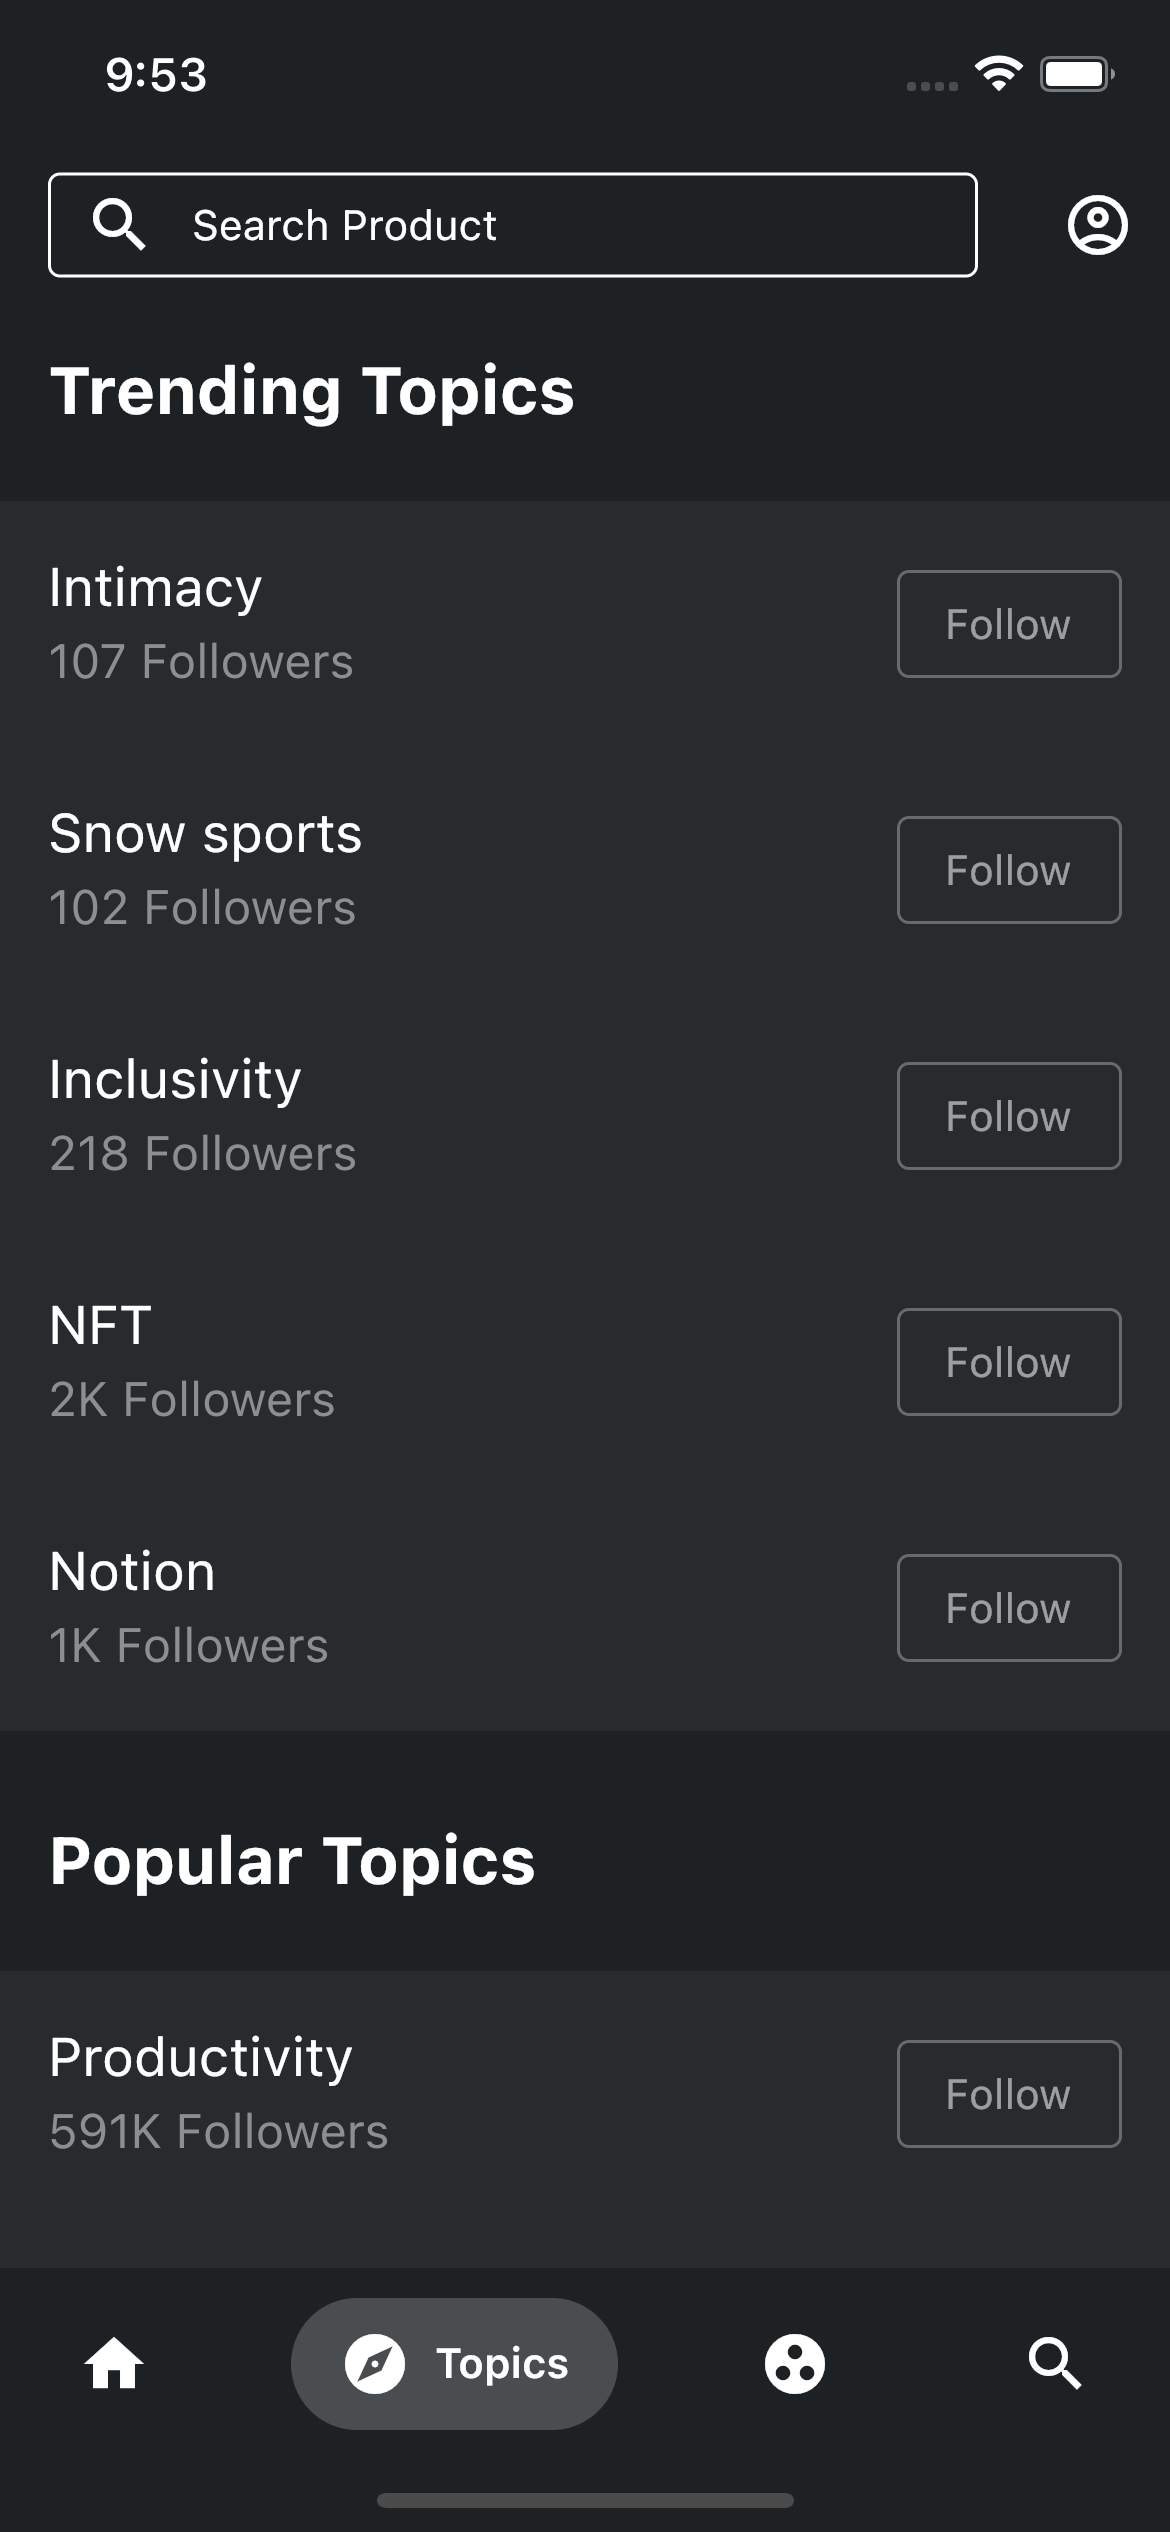 9:53
Search Product
Trending Topics
Intimacy
107 Followers
Follow
Snow sports
102 Followers
Follow
Inclusivity
218 Followers
Follow
NFT
2K Followers
Follow
Notion
1K Followers
Follow
Popular Topics
Productivity
591K Followers
Follow
Topics